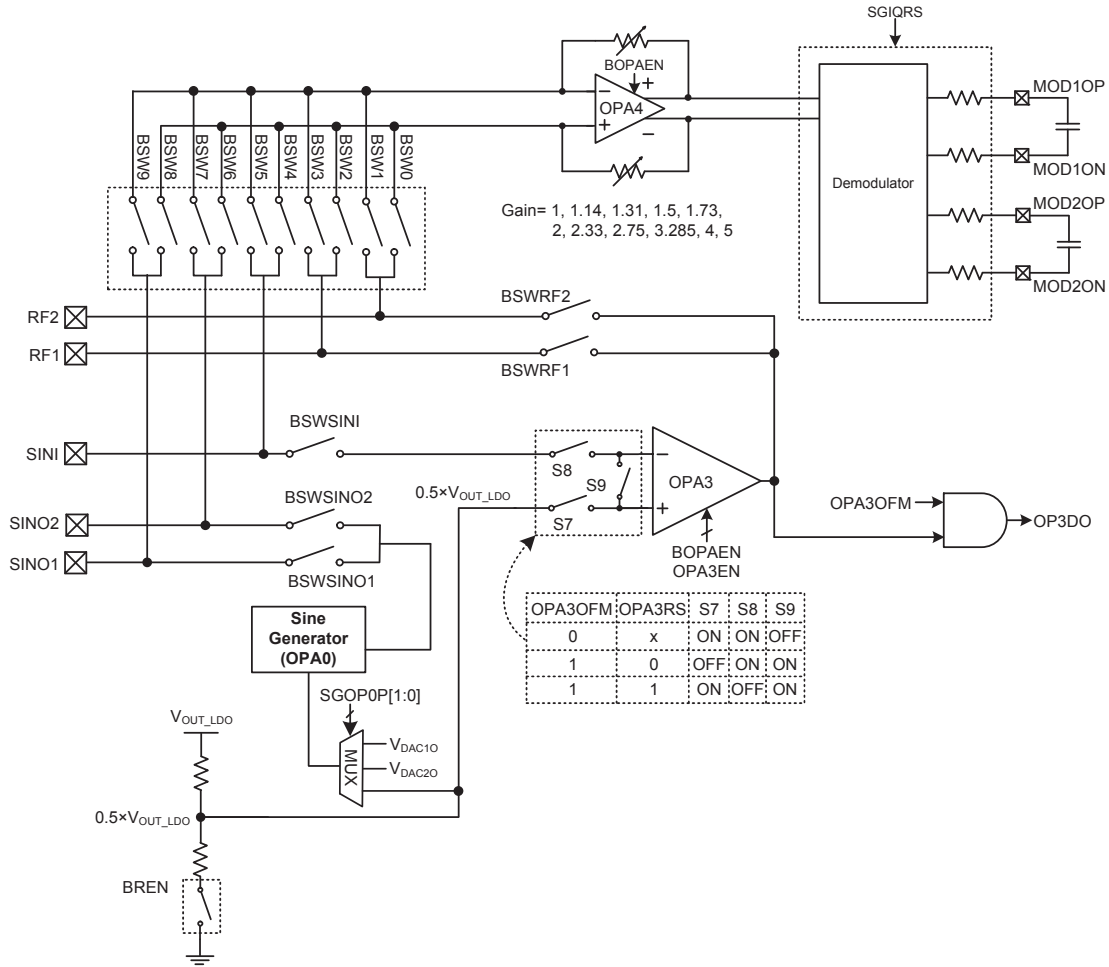 SGIQRS
BOPAEN
+
−
OPA4
+
−
MOD1OP
MOD1ON
MOD2OP
MOD2ON
Demodulator
BSW9
BSW8
BSW7
BSW6
BSW5
BSW4
BSW3
BSW2
BSW1
BSW0
Gain= 1, 1.14, 1.31, 1.5, 1.73,
2, 2.33, 2.75, 3.285, 4, 5
RF2
BSWRF2
RF1
BSWRF1
BSWSINI
SINI
S8
S9
S7
−
OPA3
+
0.5×VOUT_LDO
BSWSINO2
SINO2
SINO1
BSWSINO1
OPA3OFM
OP3DO
BOPAEN
OPA3EN
OPA3OFM OPA3RS S7 S8 S9
0 x ON ON OFF
1 0 OFF ON ON
1 1 ON OFF ON
Sine
Generator
(OPA0)
SGOP0P[1:0]
MUX
VDAC1O
VDAC2O
VOUT_LDO
0.5×VOUT_LDO
BREN